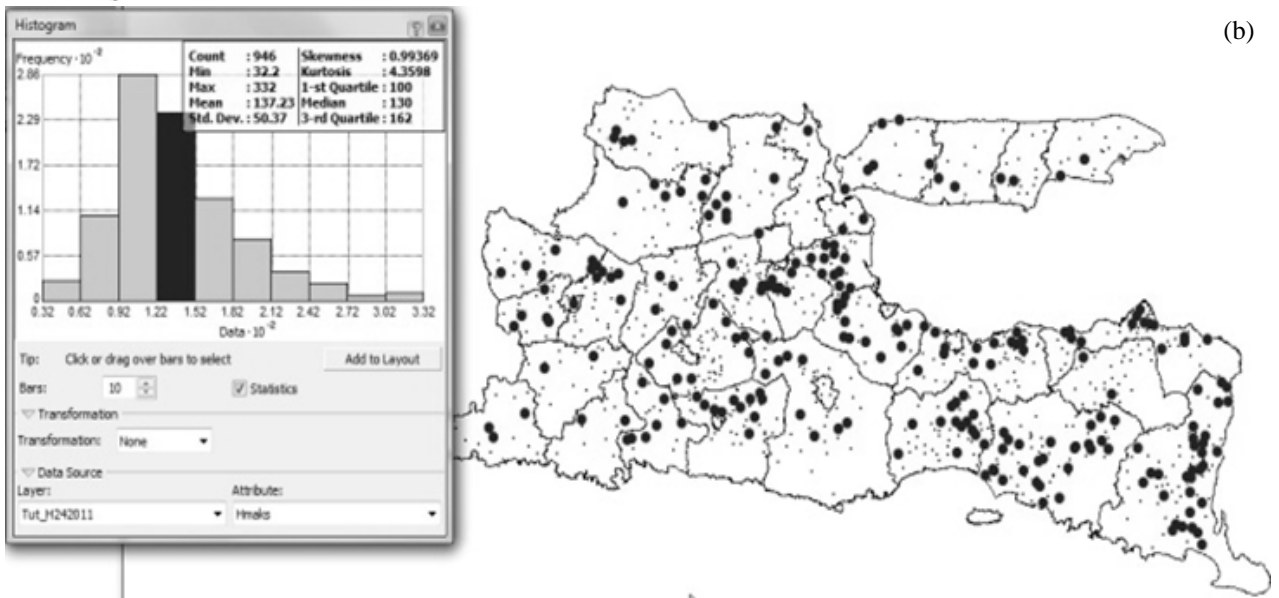 Histogram
(b)
Frequency · 10⁻²
Count : 946 Skewness : 0.99369
Min : 32.2 Kurtosis : 4.3598
Max : 332 1-st Quartile : 100
Mean : 137.23 Median : 130
Std. Dev. : 50.37 3-rd Quartile : 162
2.86
2.29
1.72
1.14
0.57
0
0.32 0.62 0.92 1.22 1.52 1.82 2.12 2.42 2.72 3.02 3.32
Data · 10⁻²
Tip: Click or drag over bars to select Add to Layout
Bars: 10 Statistics
Transformation
Transformation: None
Data Source
Layer: Attribute:
Tut_H242011 Hmaks